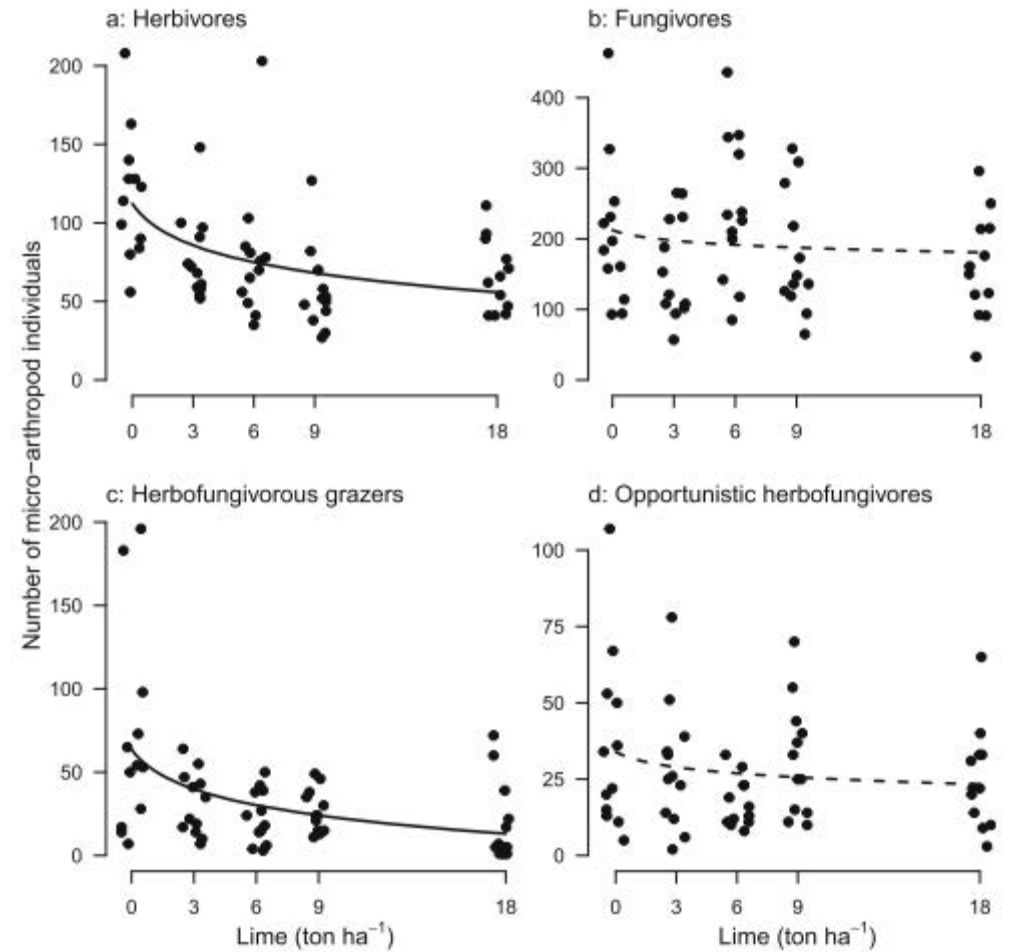 a: Herbivores
b: Fungivores
Number of micro−arthropod individuals
200
150
100
50
0
0 3 6 9 18
400
300
200
100
0
0 3 6 9 18
c: Herbofungivorous grazers
d: Opportunistic herbofungivores
200
150
100
50
0
0 3 6 9 18
Lime (ton ha⁻¹)
100
75
50
25
0
0 3 6 9 18
Lime (ton ha⁻¹)